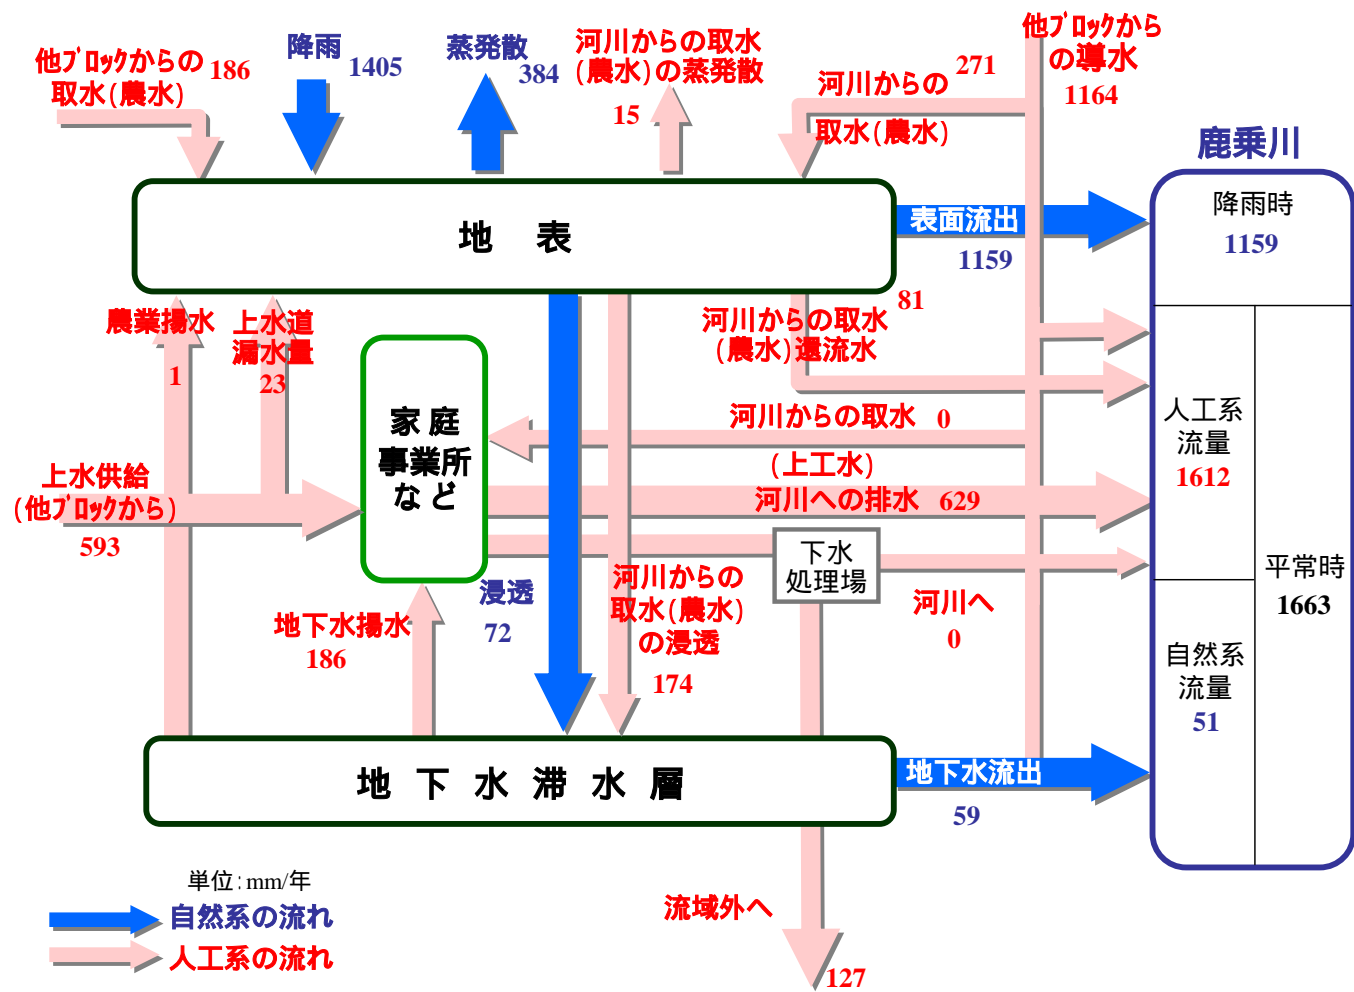 他ブロックからの
取水(農水)
186
降雨
1405
蒸発散
384
河川からの取水
(農水)の蒸発散
15
河川からの
取水(農水)
271
他ブロックから
の導水
1164
鹿乗川
地 表
表面流出
1159
降雨時
1159
農業揚水
1
上水道
漏水量
23
河川からの取水
(農水)還流水
81
家 庭
事業所
な ど
河川からの取水 0
(上工水)
人工系
流量
1612
上水供給
(他ブロックから)
593
河川への排水 629
下水
処理場
河川へ
0
平常時
1663
浸透
72
河川からの
取水(農水)
の浸透
174
地下水揚水
186
自然系
流量
51
地 下 水 滞 水 層
地下水流出
59
単位:mm/年
自然系の流れ
人工系の流れ
流域外へ
127